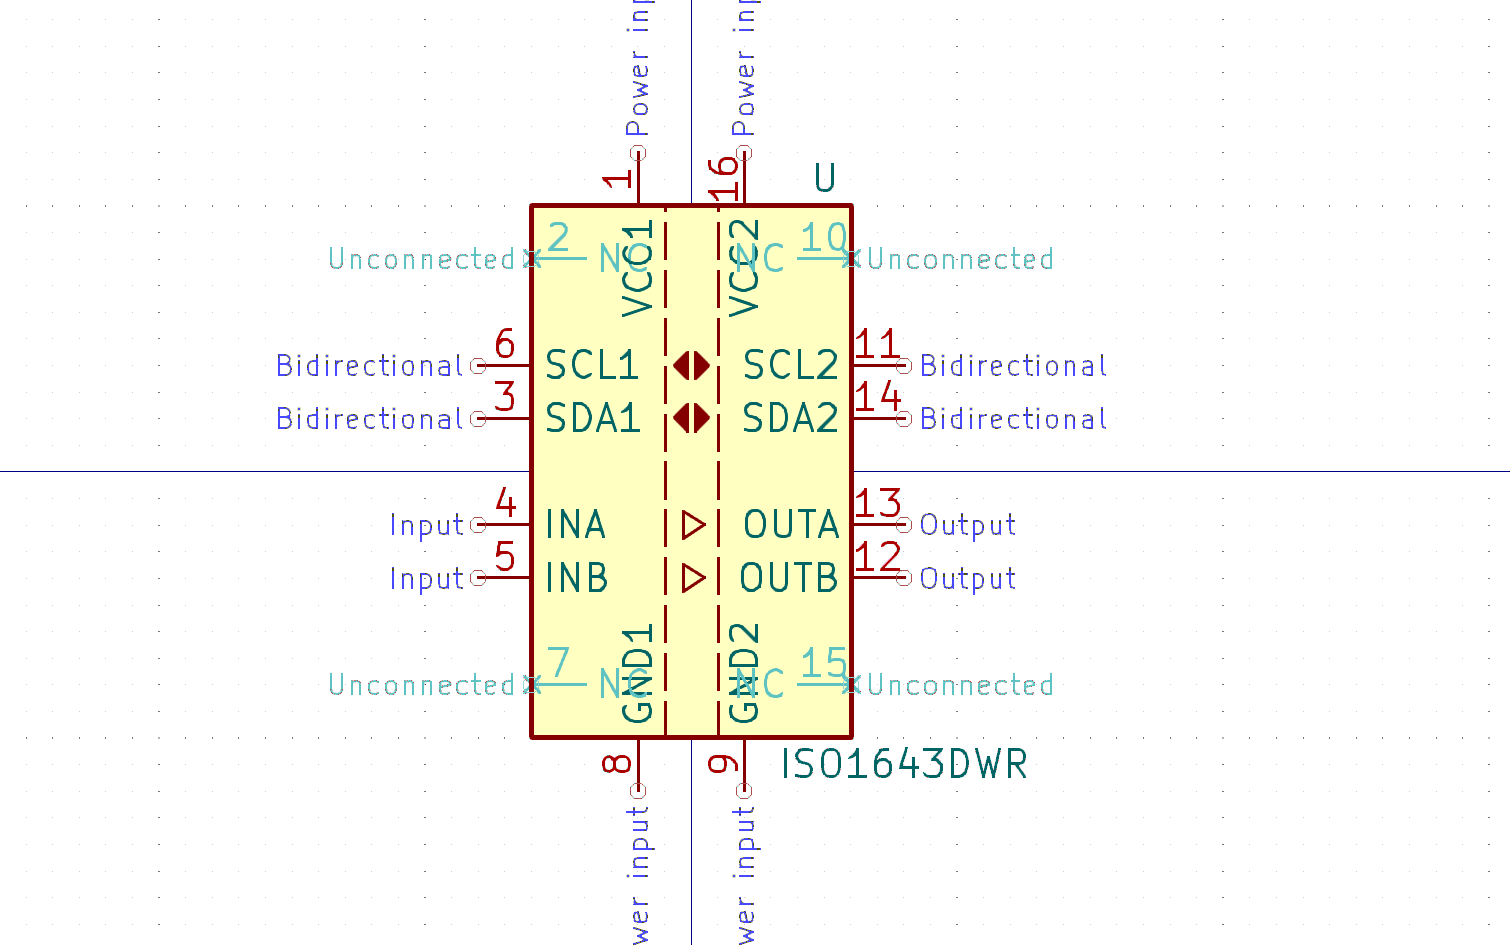 Power inp
Power inp
1
16
U
VCC1
VCC2
Unconnected
2
NC
NC
10
Unconnected
Bidirectional
6
SCL1
SCL2
11
Bidirectional
Bidirectional
3
SDA1
SDA2
14
Bidirectional
Input
4
INA
OUTA
13
Output
Input
5
INB
OUTB
12
Output
GND1
GND2
Unconnected
7
NC
NC
15
Unconnected
8
9
ISO1643DWR
wer input
wer input